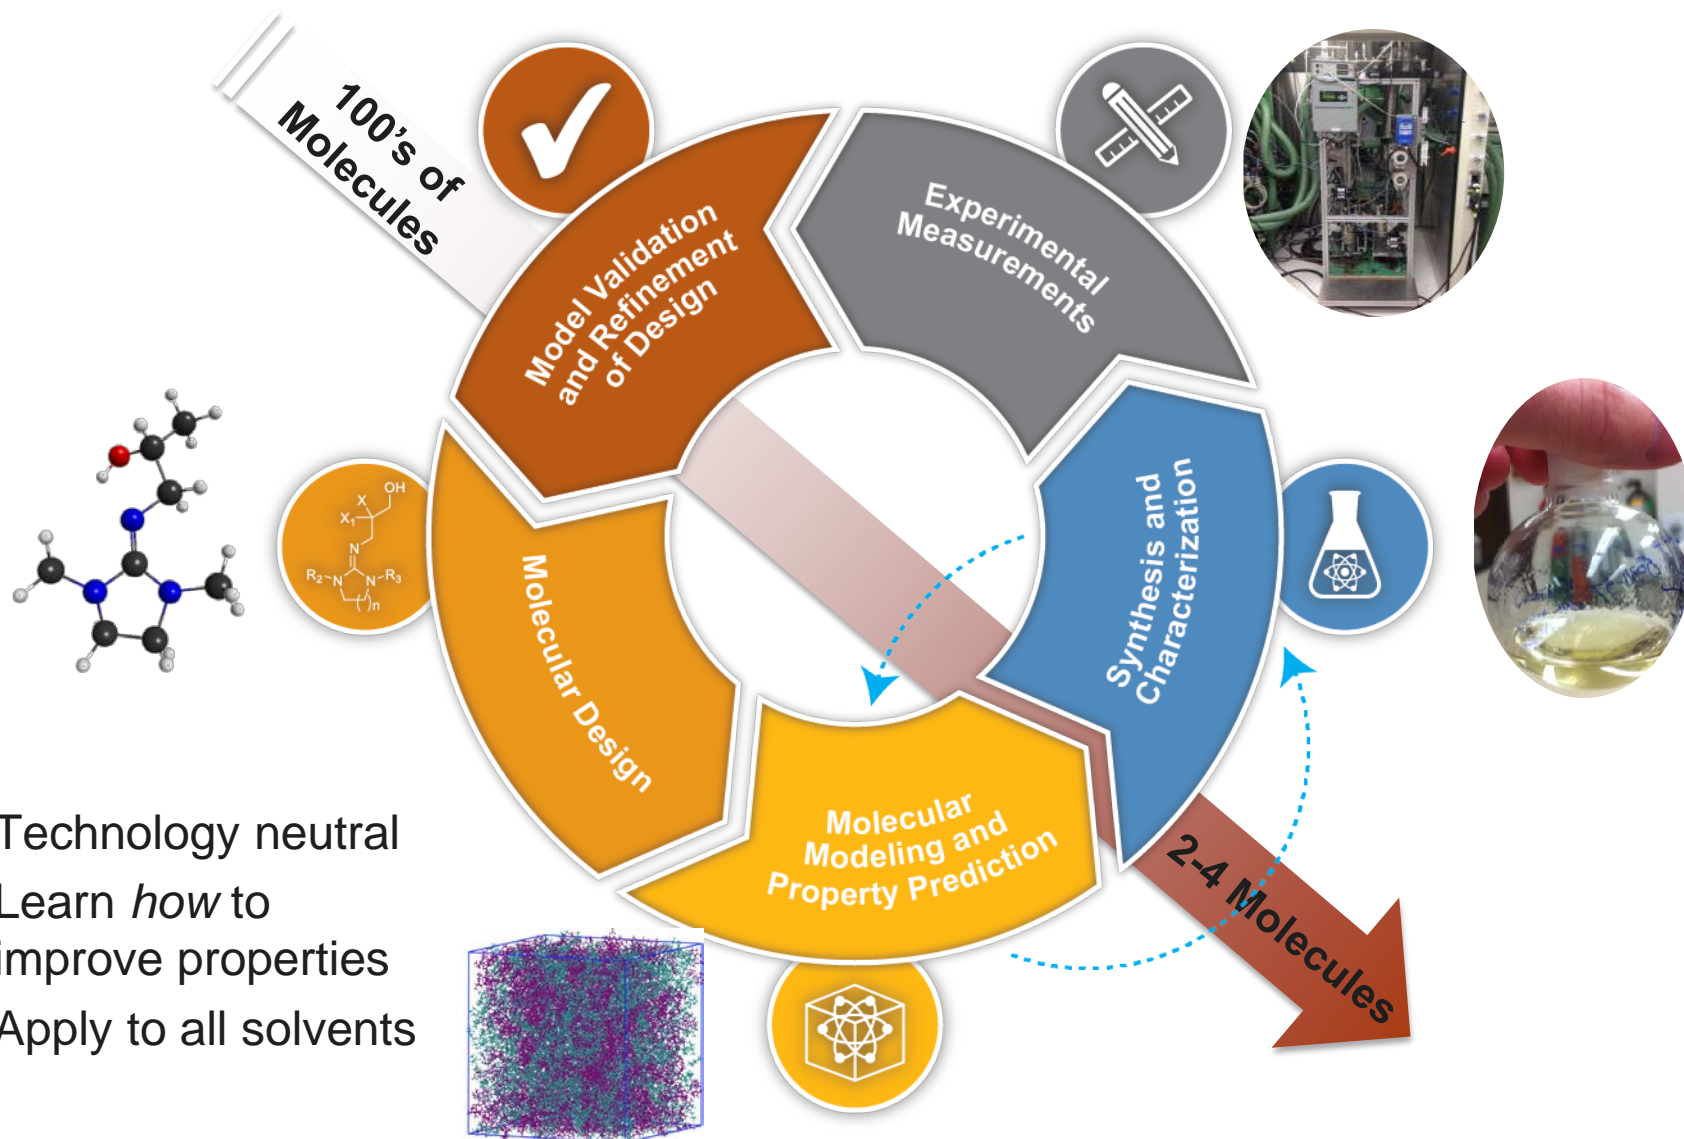 100's of
Molecules
Model Validation
and Refinement
of Design
Experimental
Measurements
Synthesis and
Characterization
Molecular
Modeling and
Property Prediction
Molecular Design
OH
X
X1
N
R2
N
N
R3
n
2-4 Molecules
Technology neutral
Learn how to
improve properties
Apply to all solvents